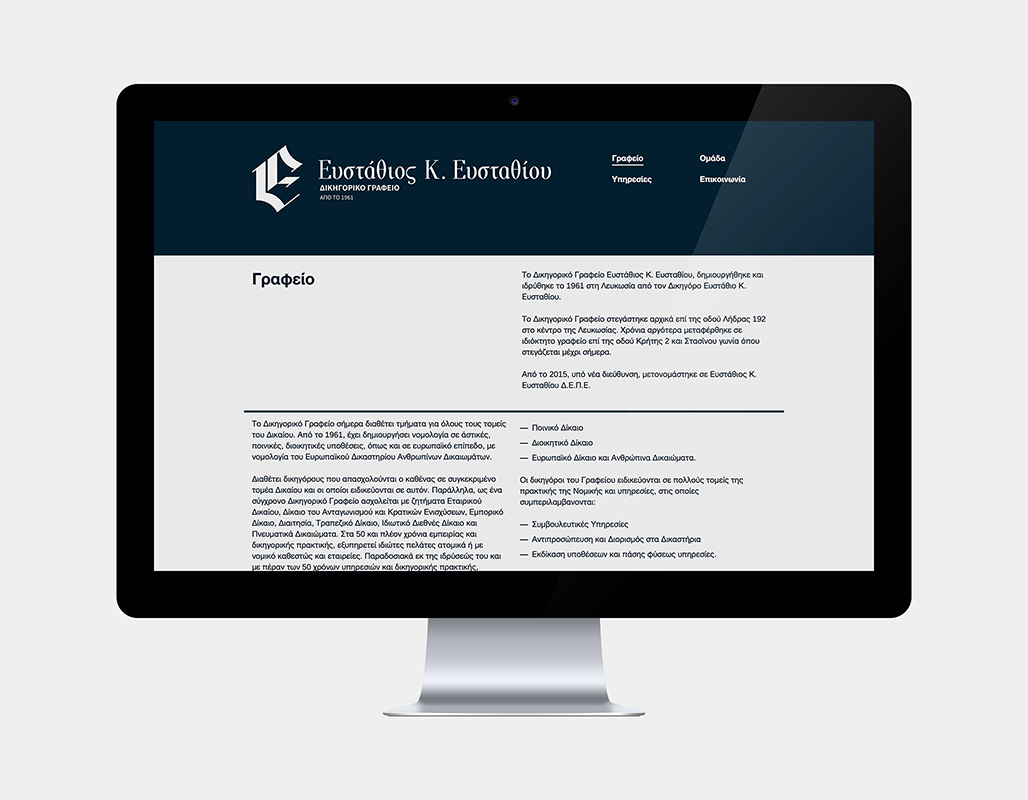 Ευστάθιος Κ. Ευσταθίου
ΔΙΚΗΓΟΡΙΚΟ ΓΡΑΦΕΙΟ
ΑΠΟ ΤΟ 1961
Γραφείο
Ομάδα
Υπηρεσίες
Επικοινωνία
Γραφείο
Το Δικηγορικό Γραφείο Ευστάθιος Κ. Ευσταθίου, δημιουργήθηκε και
ιδρύθηκε το 1961 στη Λευκωσία από τον Δικηγόρο Ευστάθιο Κ.
Ευσταθίου.
Το Δικηγορικό Γραφείο στεγάστηκε αρχικά επί της οδού Λήδρας 192
στο κέντρο της Λευκωσίας. Χρόνια αργότερα μεταφέρθηκε σε
ιδιόκτητο γραφείο επί της οδού Κρήτης 2 και Στασίνου γωνία όπου
στεγάζεται μέχρι σήμερα.
Από το 2015, υπό νέα διεύθυνση, μετονομάστηκε σε Ευστάθιος Κ.
Ευσταθίου Δ.Ε.Π.Ε.
Το Δικηγορικό Γραφείο σήμερα διαθέτει τμήματα για όλους τους τομείς
του Δικαίου. Από το 1961, έχει δημιουργήσει νομολογία σε άστικές,
ποινικές, διοικητικές υποθέσεις, όπως και σε ευρωπαϊκό επίπεδο, με
νομολογία του Ευρωπαϊκού Δικαστηρίου Ανθρωπίνων Δικαιωμάτων.
Διαθέτει δικηγόρους που απασχολούνται ο καθένας σε συγκεκριμένο
τομέα Δικαίου και οι οποίοι ειδικεύονται σε αυτόν. Παράλληλα, ως ένα
σύγχρονο Δικηγορικό Γραφείο ασχολείται με ζητήματα Εταιρικού
Δικαίου, Δίκαιο του Ανταγωνισμού και Κρατικών Ενισχύσεων, Εμπορικό
Δίκαιο, Διαιτησία, Τραπεζικό Δίκαιο, Ιδιωτικό Διεθνές Δίκαιο και
Πνευματικά Δικαιώματα. Στα 50 και πλέον χρόνια εμπειρίας και
δικηγορικής πρακτικής, εξυπηρετεί ιδιώτες πελάτες ατομικά ή με
νομικό καθεστώς και εταιρείες. Παραδοσιακά εκ της ιδρύσεώς του και
με πέραν των 50 χρόνων υπηρεσιών και δικηγορικής πρακτικής,
— Ποινικό Δίκαιο
— Διοικητικό Δίκαιο
— Ευρωπαϊκό Δίκαιο και Ανθρώπινα Δικαιώματα.
Οι δικηγόροι του Γραφείου ειδικεύονται σε πολλούς τομείς της
πρακτικής της Νομικής και υπηρεσίες, στις οποίες
συμπεριλαμβάνονται:
— Συμβουλευτικές Υπηρεσίες
— Αντιπροσώπευση και Διορισμός στα Δικαστήρια
— Εκδίκαση υποθέσεων και πάσης φύσεως υπηρεσίες.